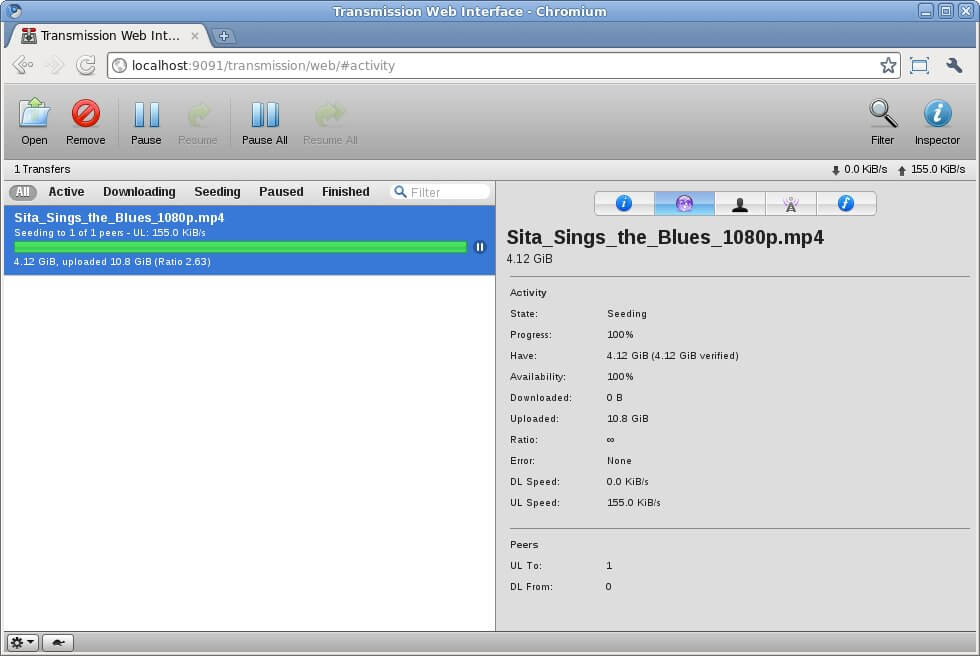 Transmission Web Interface - Chromium
Transmission Web Int...
localhost:9091/transmission/web/#activity
Open Remove Pause Resume Pause All Resume All Filter Inspector
1 Transfers 0.0 KiB/s 155.0 KiB/s
All Active Downloading Seeding Paused Finished Filter
Sita_Sings_the_Blues_1080p.mp4
Seeding to 1 of 1 peers - UL: 155.0 KiB/s
4.12 GiB, uploaded 10.8 GiB (Ratio 2.63)
Sita_Sings_the_Blues_1080p.mp4
4.12 GiB
Activity
State: Seeding
Progress: 100%
Have: 4.12 GiB (4.12 GiB verified)
Availability: 100%
Downloaded: 0 B
Uploaded: 10.8 GiB
Ratio: ∞
Error: None
DL Speed: 0.0 KiB/s
UL Speed: 155.0 KiB/s
Peers
UL To: 1
DL From: 0